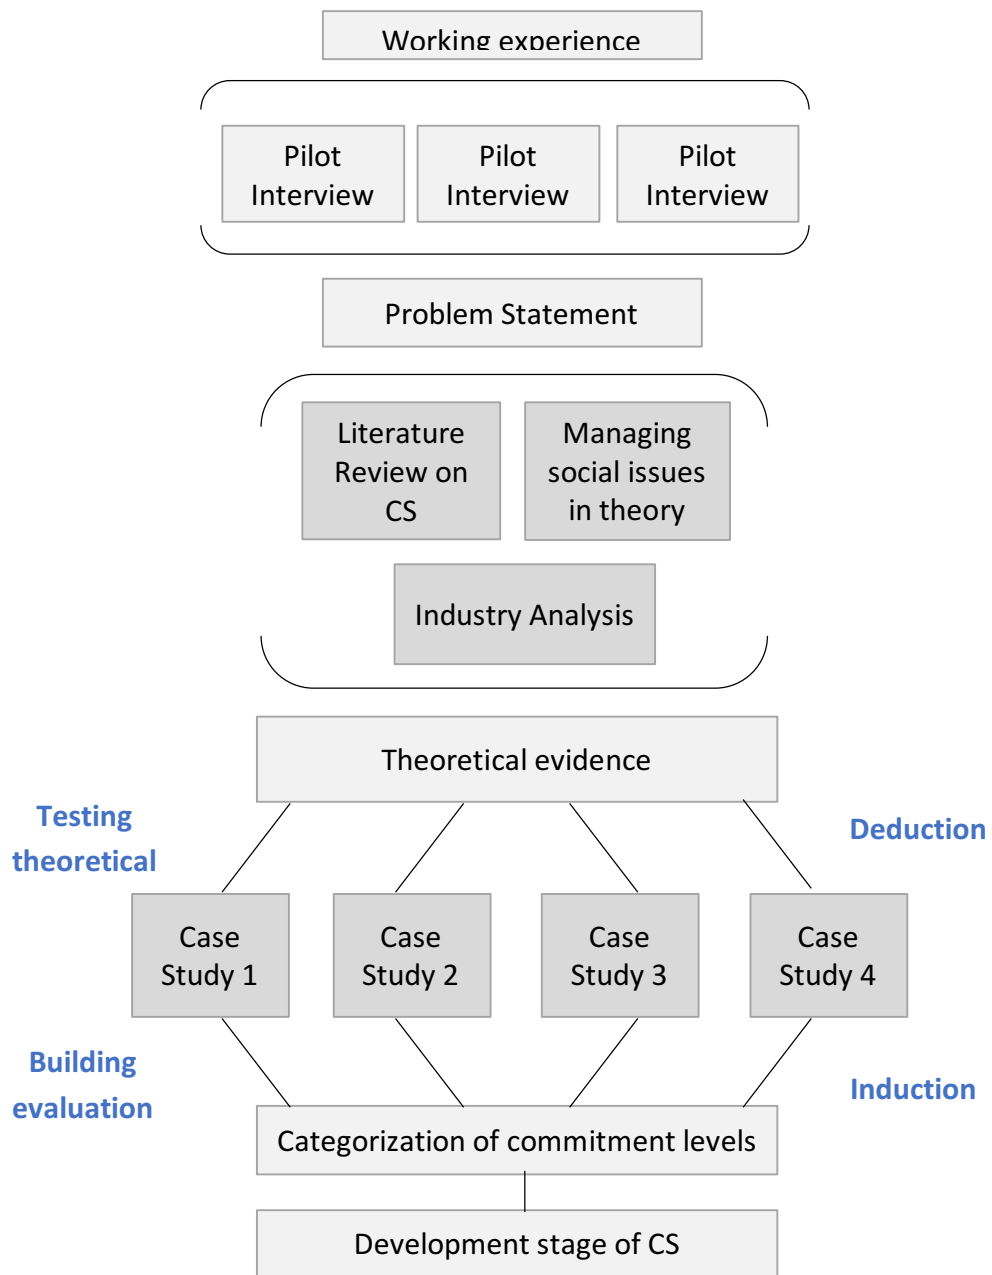 Working experience
Pilot
Interview
Pilot
Interview
Pilot
Interview
Problem Statement
Literature
Review on
CS
Managing
social issues
in theory
Industry Analysis
Theoretical evidence
Testing
theoretical
Deduction
Case
Study 1
Case
Study 2
Case
Study 3
Case
Study 4
Building
evaluation
Induction
Categorization of commitment levels
Development stage of CS